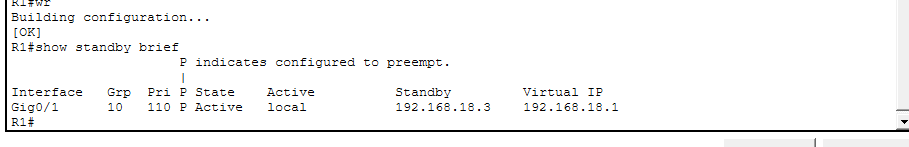 R1#wr
Building configuration...
[OK]
R1#show standby brief
                     P indicates configured to preempt.
                     |
Interface   Grp  Pri P State    Active          Standby         Virtual IP
Gig0/1      10   110 P Active   local           192.168.18.3    192.168.18.1
R1#